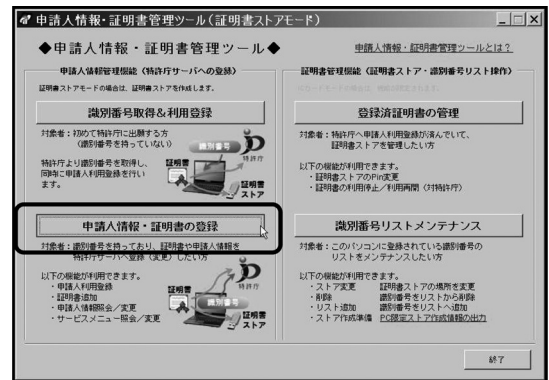 申請人情報・証明書管理ツール(証明書ストアモード)
◆申請人情報・証明書管理ツール◆
申請人情報・証明書管理ツールとは?
申請人情報管理機能(特許庁サーバへの登録)
証明書ストアモードの場合は、証明書ストアを作成します。
識別番号取得&利用登録
対象者:初めて特許庁に出願する方
(識別番号を持っていない)
特許庁より識別番号を取得し、
同時に申請人利用登録を行い
ます。
識別番号
特許庁
証明書
証明書
ストア
申請人情報・証明書の登録
対象者:識別番号を持っており、証明書や申請人情報を
特許庁サーバへ登録(変更)したい方
以下の機能が利用できます。
・申請人利用登録
・証明書追加
・申請人情報照会/変更
・サービスメニュー照会/変更
特許庁
証明書
識別番号
証明書
ストア
証明書管理機能(証明書ストア・識別番号リスト操作)
登録済証明書の管理
対象者:特許庁へ申請人利用登録が済んでいて、
証明書ストアを管理したい方
以下の機能が利用できます。
・証明書ストアのPin変更
・証明書の利用停止/利用再開(対特許庁)
識別番号リストメンテナンス
対象者:このパソコンに登録されている識別番号の
リストをメンテナンスしたい方
以下の機能が利用できます。
・ストア変更 証明書ストアの場所を変更
・削除 識別番号をリストから削除
・リスト追加 識別番号をリストへ追加
・ストア作成準備 PC限定ストア作成情報の出力
終了